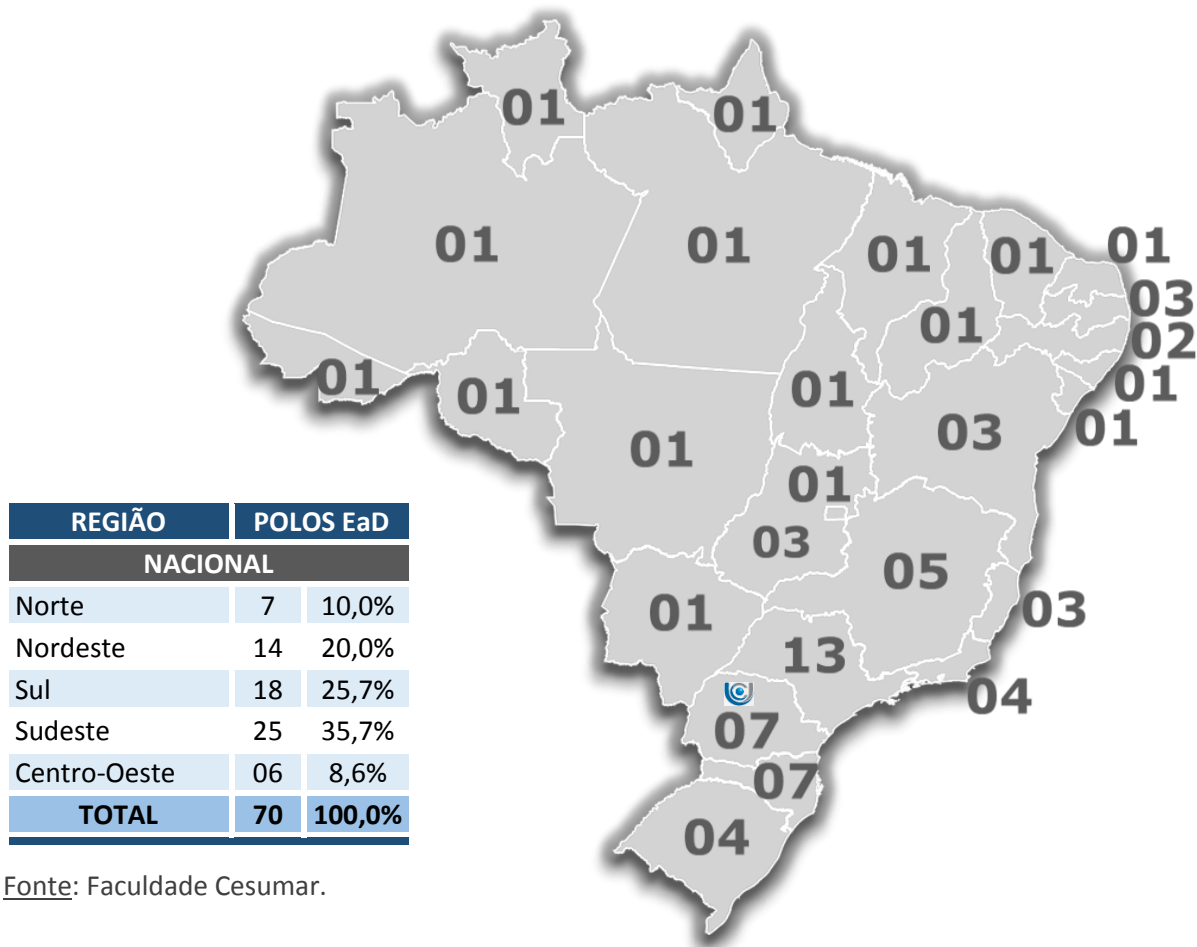 01 01
01 01 01 01 01
03
01 02
01 01 01 01
01 03 01
01
03 05
01 03
13 04
07
07
04
REGIÃO POLOS EaD
NACIONAL
Norte 7 10,0%
Nordeste 14 20,0%
Sul 18 25,7%
Sudeste 25 35,7%
Centro-Oeste 06 8,6%
TOTAL 70 100,0%
Fonte: Faculdade Cesumar.